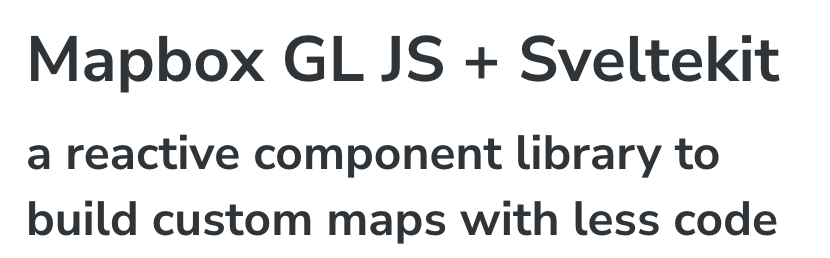 Mapbox GL JS + Sveltekit
a reactive component library to
build custom maps with less code